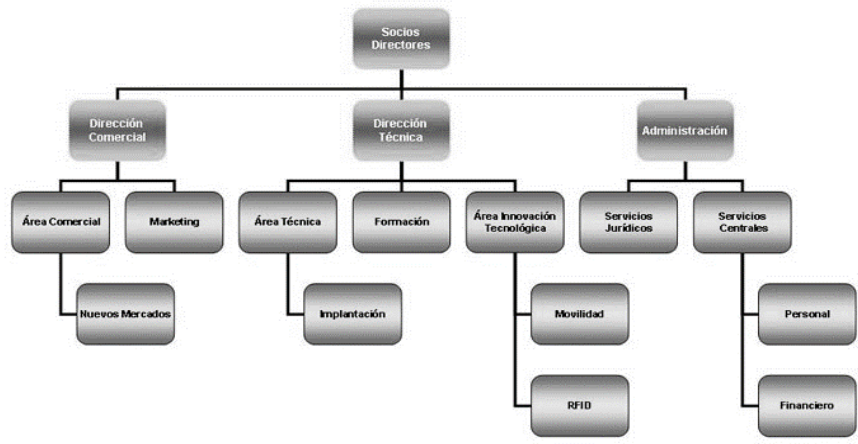 Socios
Directores
Dirección
Comercial
Dirección
Técnica
Administración
Área Comercial
Marketing
Área Técnica
Formación
Área Innovación
Tecnológica
Servicios
Jurídicos
Servicios
Centrales
Nuevos Mercados
Implantación
Movilidad
Personal
RFID
Financiero